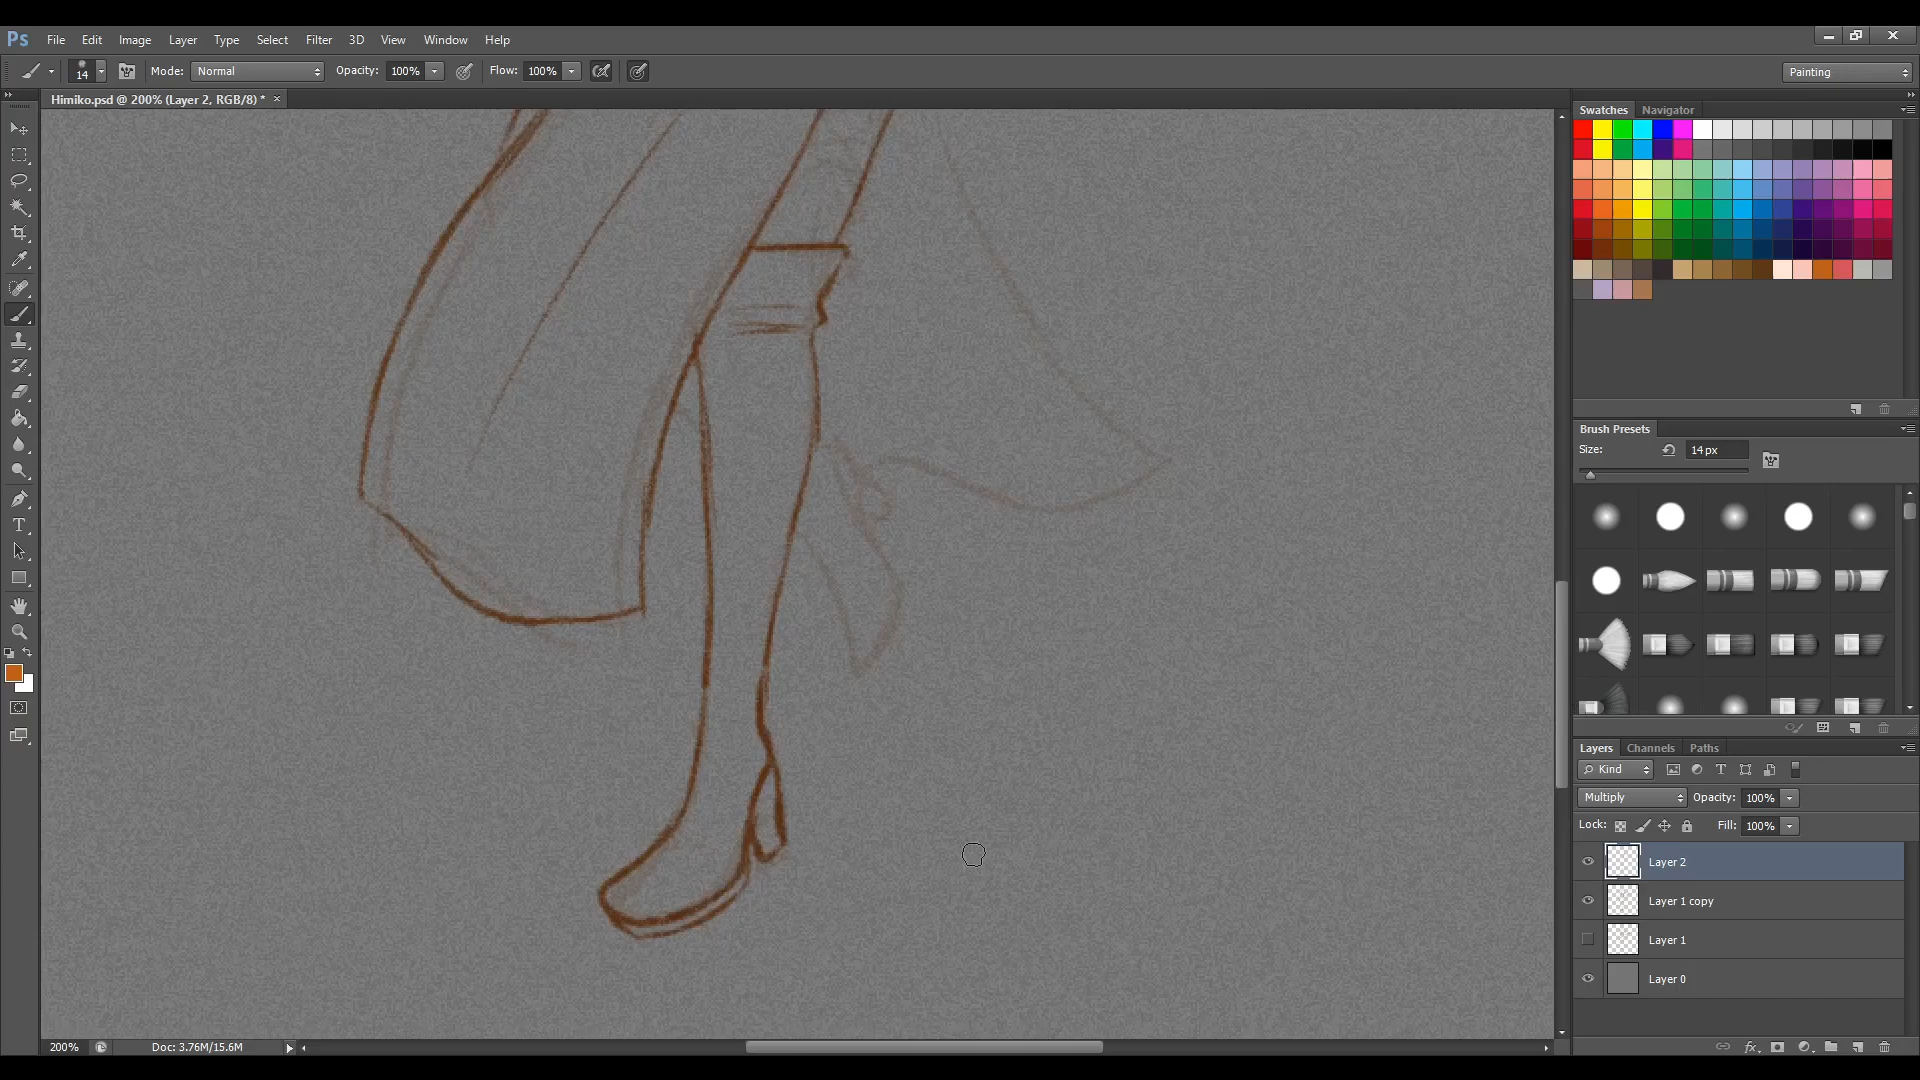 Ps File Edit Image Layer Type Select Filter 3D View Window Help
14 Mode: Normal Opacity: 100% Flow: 100% Painting
Himiko.psd @ 200% (Layer 2, RGB/8) * ×
Swatches Navigator
Brush Presets
Size: 14 px
Layers Channels Paths
Kind
Multiply Opacity: 100%
Lock: Fill: 100%
Layer 2
Layer 1 copy
Layer 1
Layer 0
200% Doc: 3.76M/15.6M